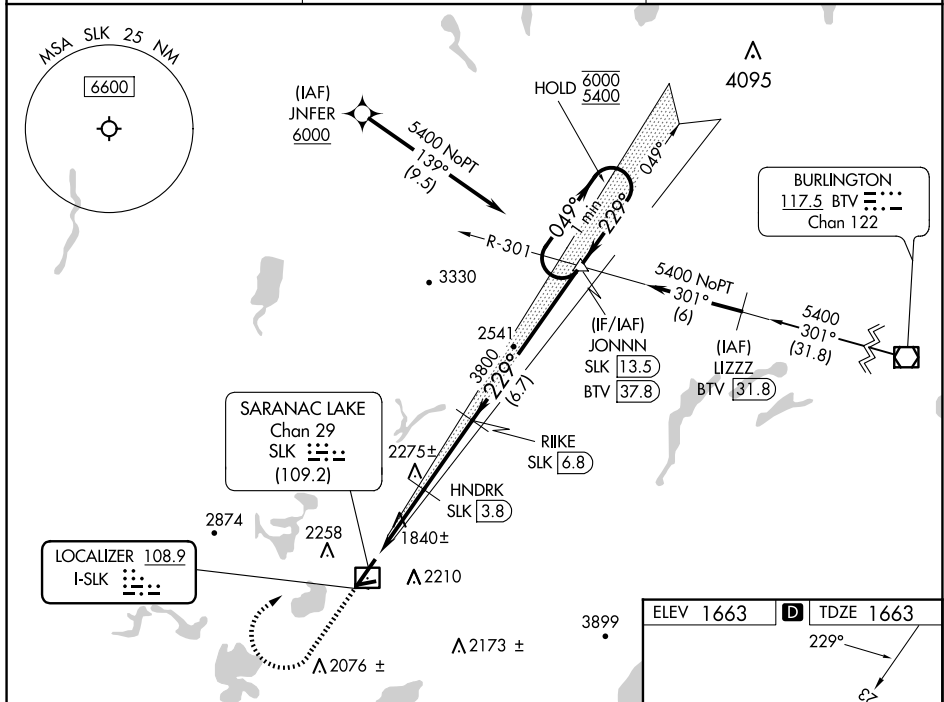 MSA SLK 25 NM
6600
(IAF)
JNFER
6000
5400 NoPT
139°
(9.5)
HOLD 6000
5400
4095
049°
1 min
229°
049°
BURLINGTON
117.5 BTV
Chan 122
R-301
3330
5400 NoPT
301°
(6)
5400
301°
(31.8)
(IF/IAF)
JONNN
SLK 13.5
BTV 37.8
(IAF)
LIZZZ
BTV 31.8
2541
3800
229°
(6.7)
SARANAC LAKE
Chan 29
SLK
(109.2)
2275±
RIIKE
SLK 6.8
HNDRK
SLK 3.8
2874
2258
1840±
LOCALIZER 108.9
I-SLK
2210
3899
2173 ±
2076 ±
ELEV 1663 D TDZE 1663
229°
23